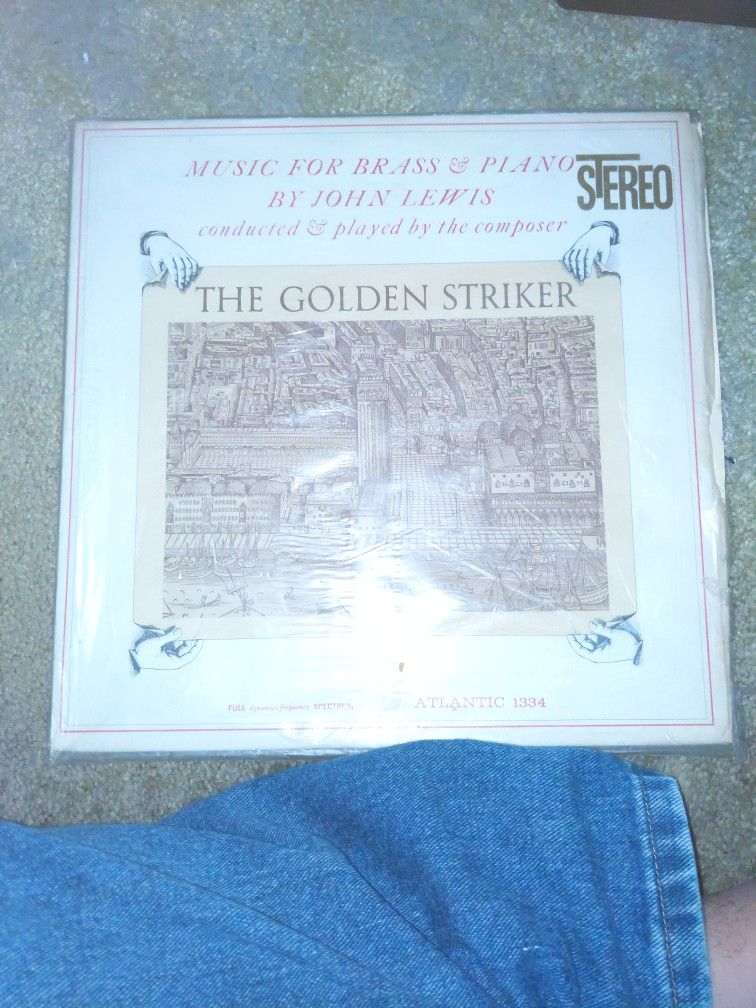 MUSIC FOR BRASS & PIANO
STEREO
BY JOHN LEWIS
conducted & played by the composer
THE GOLDEN STRIKER
FULL dynamics-frequency SPECTRUM
ATLANTIC 1334